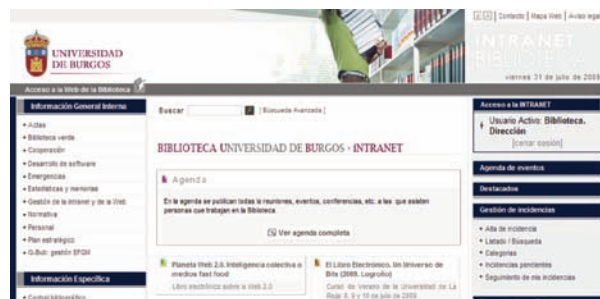 Contacto | Mapa Web | Aviso legal
INTRANET
BIBLIOTECA
viernes 31 de julio de 2009
UNIVERSIDAD
DE BURGOS
Acceso a la Web de la Biblioteca
Información General Interna
• Actas
• Biblioteca verde
• Cooperación
• Desarrollo de software
• Emergencias
• Estadísticas y memorias
• Gestión de la intranet y de la Web
• Normativa
• Personal
• Plan estratégico
• G-Bub: gestión EFQM
Información Específica
• Control bibliográfico
Buscar [Búsqueda Avanzada]
BIBLIOTECA UNIVERSIDAD DE BURGOS › INTRANET
Agenda
En la agenda se publican todas la reuniones, eventos, conferencias, etc. a las que asisten
personas que trabajan en la Biblioteca.
Ver agenda completa
Planeta Web 2.0. Inteligencia colectiva o
medios fast food
Libro electrónico sobre la Web 2.0
El Libro Electrónico. Un Universo de
Bits (2009. Logroño)
Curso de Verano de la Universidad de La
Rioja. 8, 9 y 10 de julio de 2009
Acceso a la INTRANET
Usuario Activo: Biblioteca.
Dirección
[cerrar sesión]
Agenda de eventos
Destacados
Gestión de incidencias
• Alta de incidencia
• Listado / Búsqueda
• Categorías
• Incidencias pendientes
• Seguimiento de mis incidencias